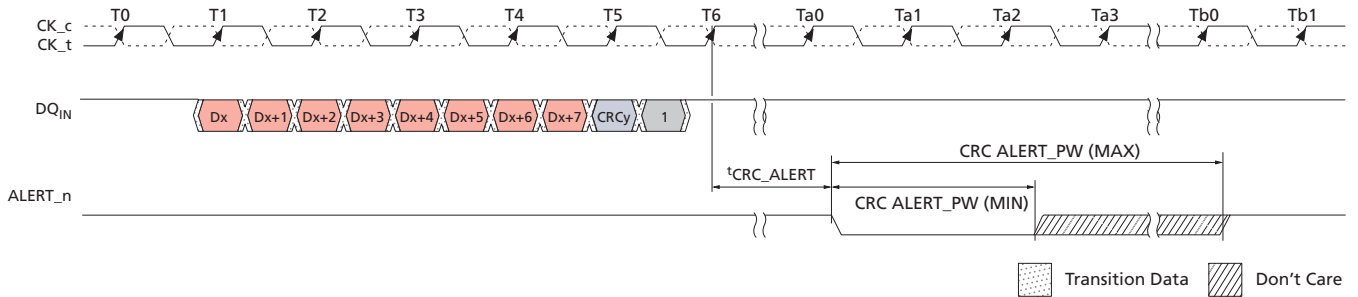 T0 T1 T2 T3 T4 T5 T6 Ta0 Ta1 Ta2 Ta3 Tb0 Tb1
CK_c
CK_t
DQIN Dx Dx+1 Dx+2 Dx+3 Dx+4 Dx+5 Dx+6 Dx+7 CRCy 1
CRC ALERT_PW (MAX)
tCRC_ALERT
CRC ALERT_PW (MIN)
ALERT_n
Transition Data Don't Care